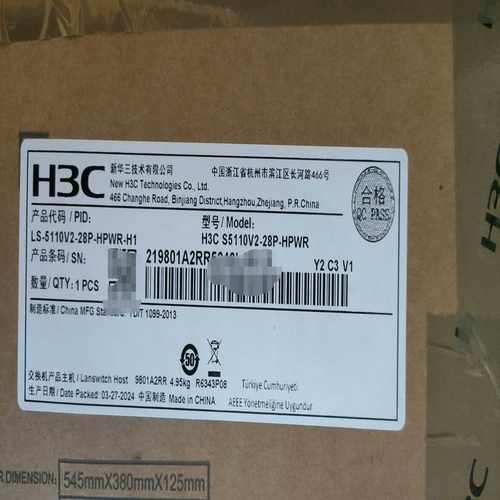 H3C
新华三技术有限公司 中国浙江省杭州市滨江区长河路466号
New H3C Technologies Co., Ltd.
466 Changhe Road, Binjiang District, Hangzhou, Zhejiang, P.R.China
合格
QC PASS
产品代码 / PID: 型号 / Model:
LS-5110V2-28P-HPWR-H1 H3C S5110V2-28P-HPWR
产品条码 / SN: 219801A2RR
数量 / QTY: 1 PCS Y2 C3 V1
制造标准 / China MFG Standard: YD/T 1099-2013
50
交换机产品主机 / Lanswitch Host 9801A2RR 4.95kg R6343P08 Türkiye Cumhuriyeti
生产日期 / Date Packed: 03-27-2024 中国制造 Made in CHINA AEEE Yönetmeliğine Uygundur
R DIMENSION: 545mmX380mmX125mm